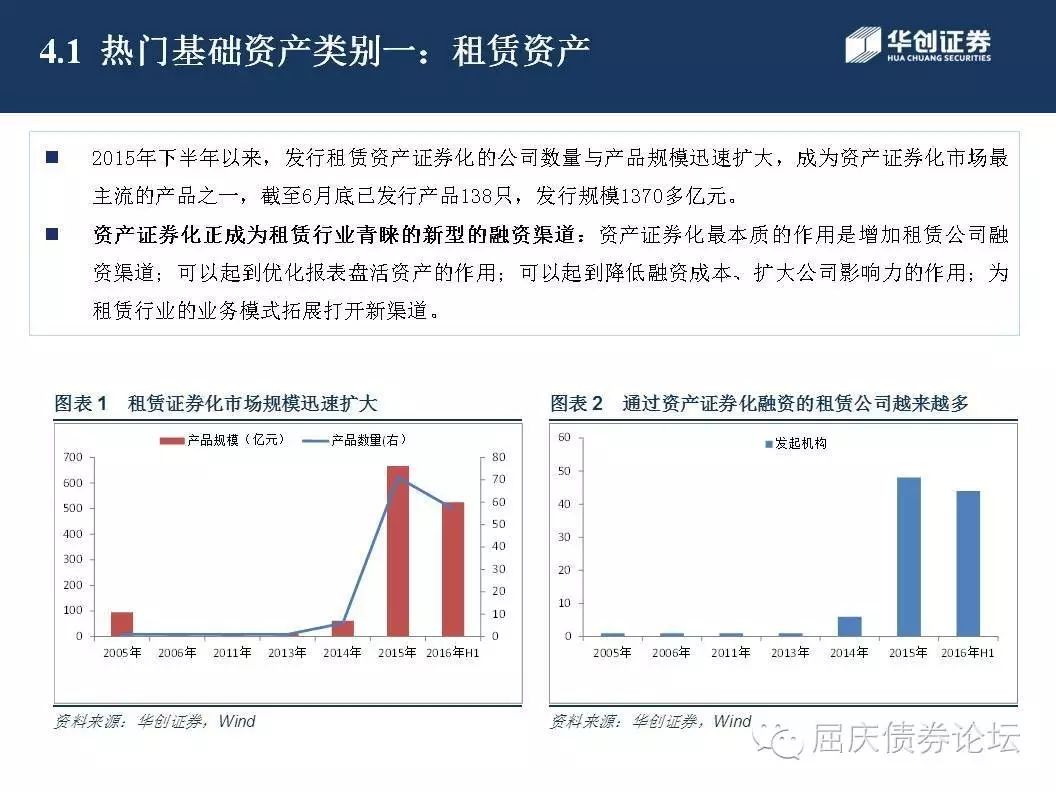 4.1 热门基础资产类别一：租赁资产
华创证券
HUA CHUANG SECURITIES
2015年下半年以来，发行租赁资产证券化的公司数量与产品规模迅速扩大，成为资产证券化市场最
主流的产品之一，截至6月底已发行产品138只，发行规模1370多亿元。
资产证券化正成为租赁行业青睐的新型的融资渠道：资产证券化最本质的作用是增加租赁公司融
资渠道；可以起到优化报表盘活资产的作用；可以起到降低融资成本、扩大公司影响力的作用；为
租赁行业的业务模式拓展打开新渠道。
图表 1 租赁证券化市场规模迅速扩大
产品规模（亿元） 产品数量(右)
700
600
500
400
300
200
100
0
80
70
60
50
40
30
20
10
0
2005年 2006年 2011年 2013年 2014年 2015年 2016年H1
资料来源：华创证券，Wind
图表 2 通过资产证券化融资的租赁公司越来越多
发起机构
60
50
40
30
20
10
0
2005年 2006年 2011年 2013年 2014年 2015年 2016年H1
资料来源：华创证券，Wind
屈庆债券论坛